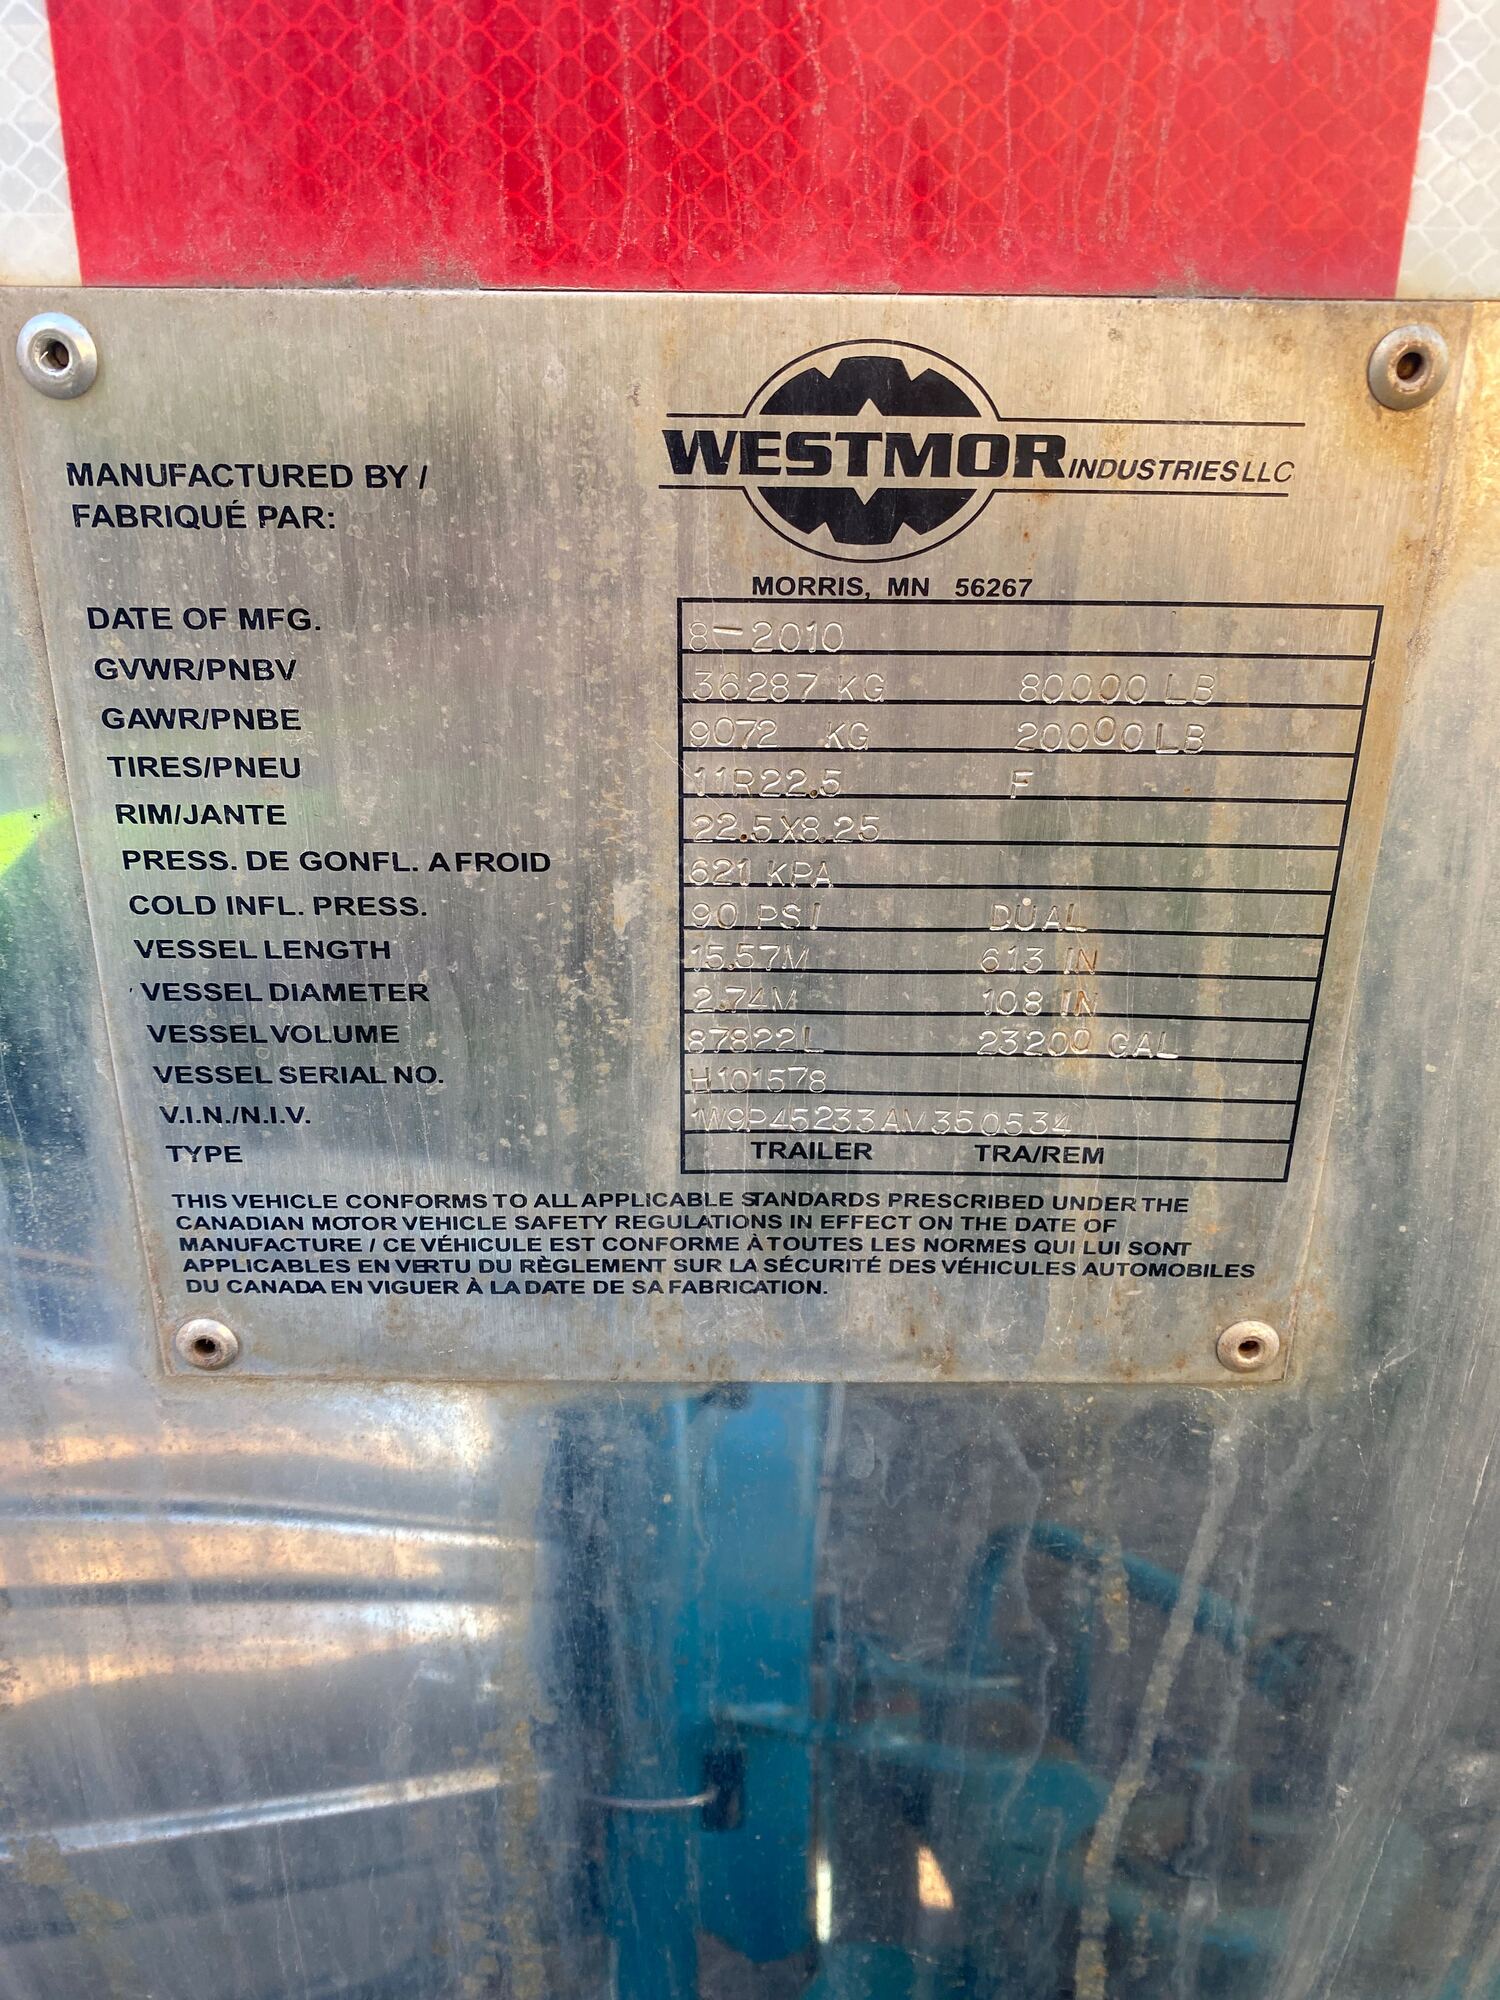 WESTMOR INDUSTRIES LLC
MANUFACTURED BY /
FABRIQUÉ PAR:
MORRIS, MN 56267
DATE OF MFG. 8-2010
GVWR/PNBV 36287 KG 80000 LB
GAWR/PNBE 9072 KG 20000 LB
TIRES/PNEU 11R22.5 F
RIM/JANTE 22.5X8.25
PRESS. DE GONFL. A FROID 621 KPA
COLD INFL. PRESS. 90 PSI DUAL
VESSEL LENGTH 15.57M 613 IN
VESSEL DIAMETER 2.74M 108 IN
VESSEL VOLUME 87822L 23200 GAL
VESSEL SERIAL NO. H101578
V.I.N./N.I.V. 1W9P45233AM350534
TYPE TRAILER TRA/REM
THIS VEHICLE CONFORMS TO ALL APPLICABLE STANDARDS PRESCRIBED UNDER THE
CANADIAN MOTOR VEHICLE SAFETY REGULATIONS IN EFFECT ON THE DATE OF
MANUFACTURE / CE VÉHICULE EST CONFORME À TOUTES LES NORMES QUI LUI SONT
APPLICABLES EN VERTU DU RÈGLEMENT SUR LA SÉCURITÉ DES VÉHICULES AUTOMOBILES
DU CANADA EN VIGUER À LA DATE DE SA FABRICATION.